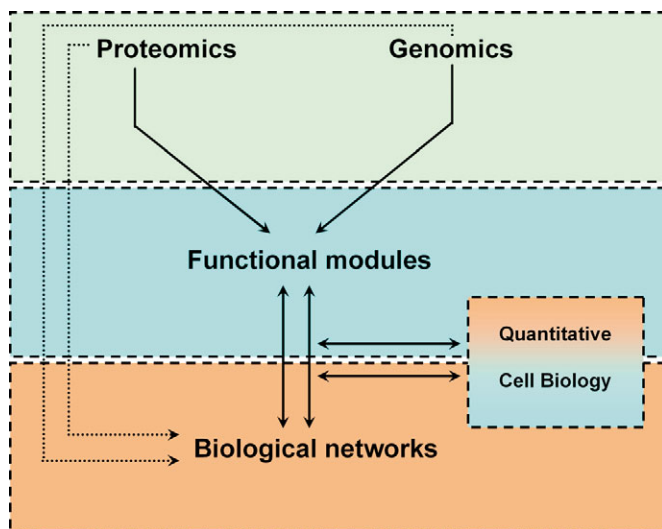 Proteomics
Genomics
Functional modules
Quantitative
Cell Biology
Biological networks